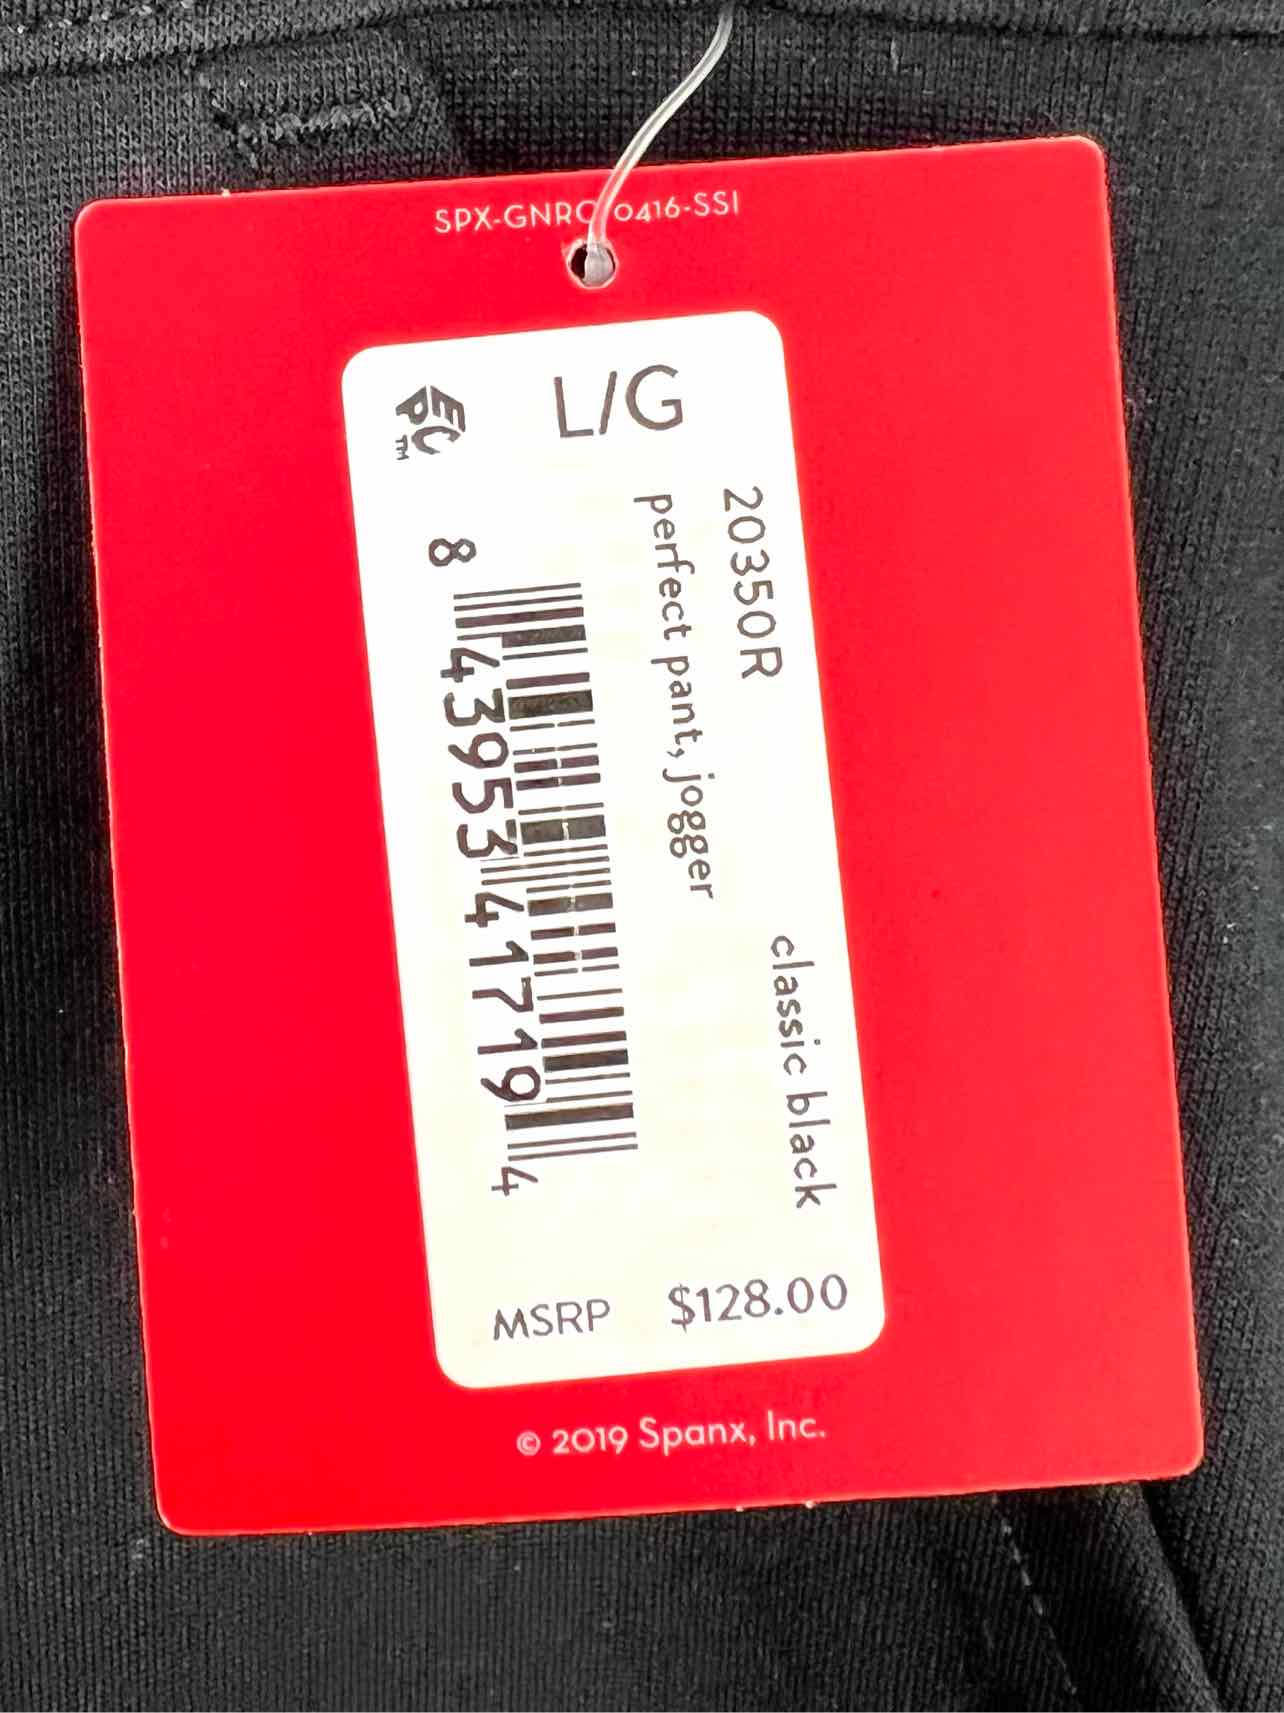 SPX-GNRC 0416-SSI
L/G
ECP™
20350R
classic black
perfect pant, jogger
8 43953 41719 4
MSRP $128.00
© 2019 Spanx, Inc.